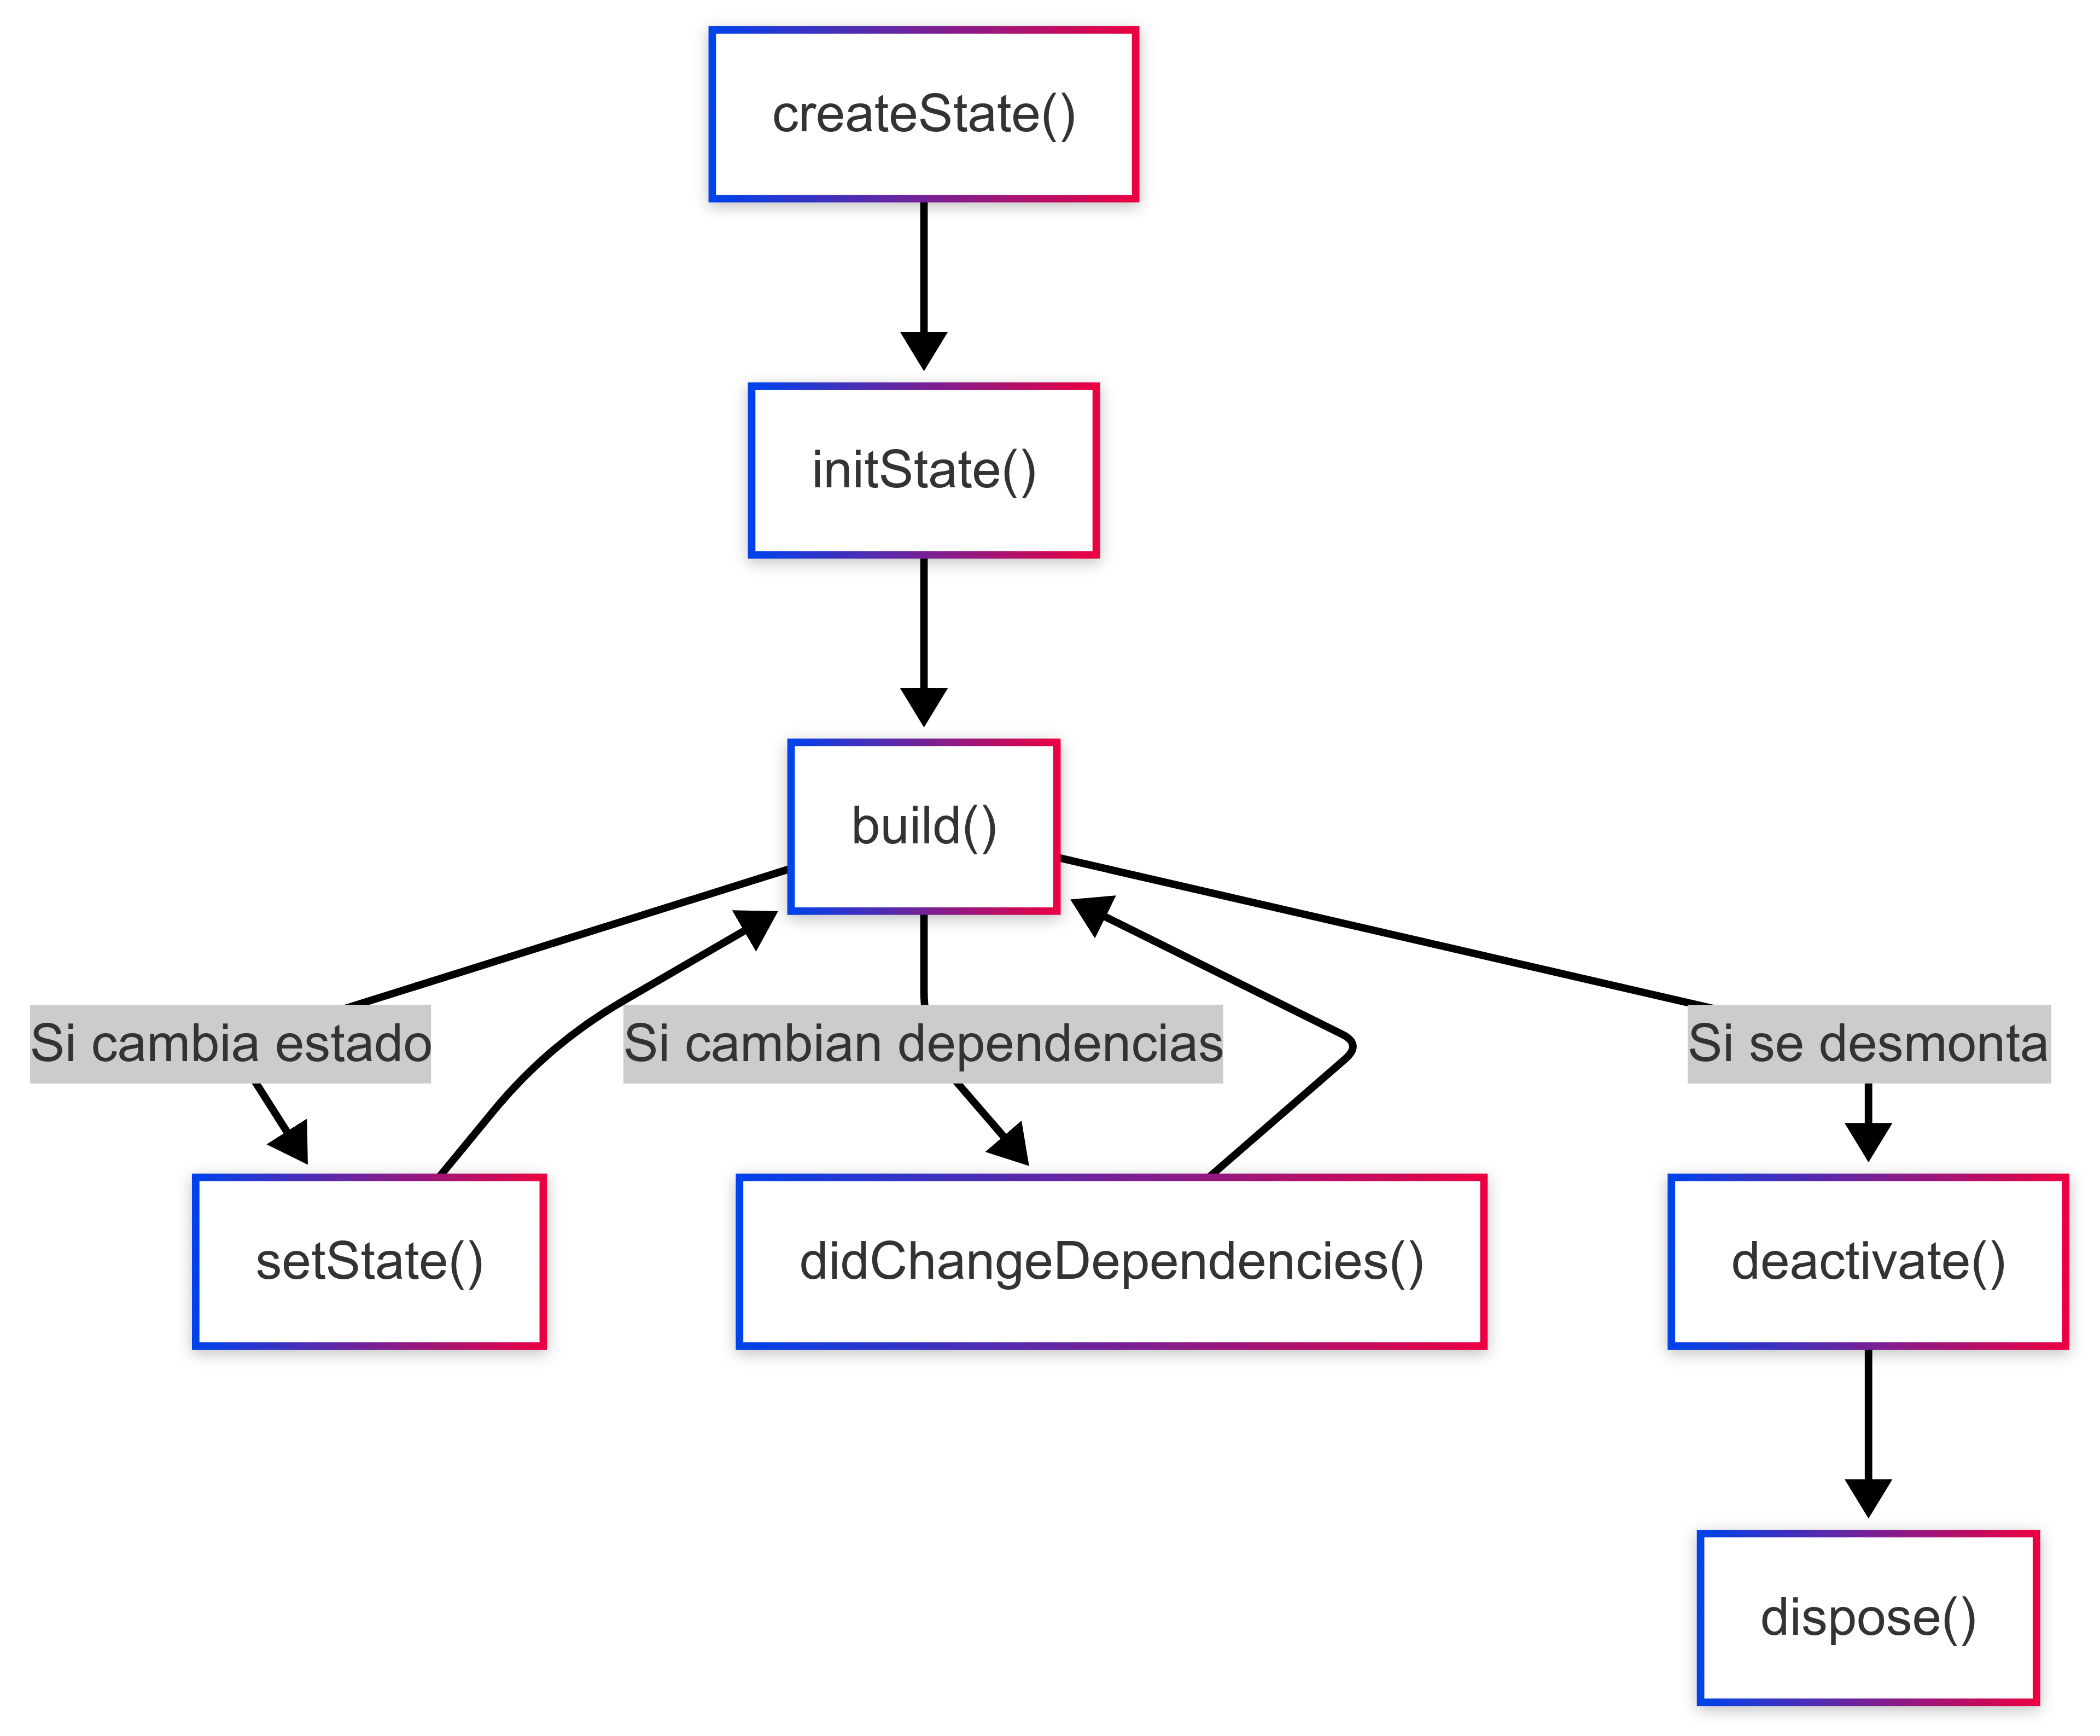 createState()
initState()
build()
Si cambia estado
Si cambian dependencias
Si se desmonta
setState()
didChangeDependencies()
deactivate()
dispose()